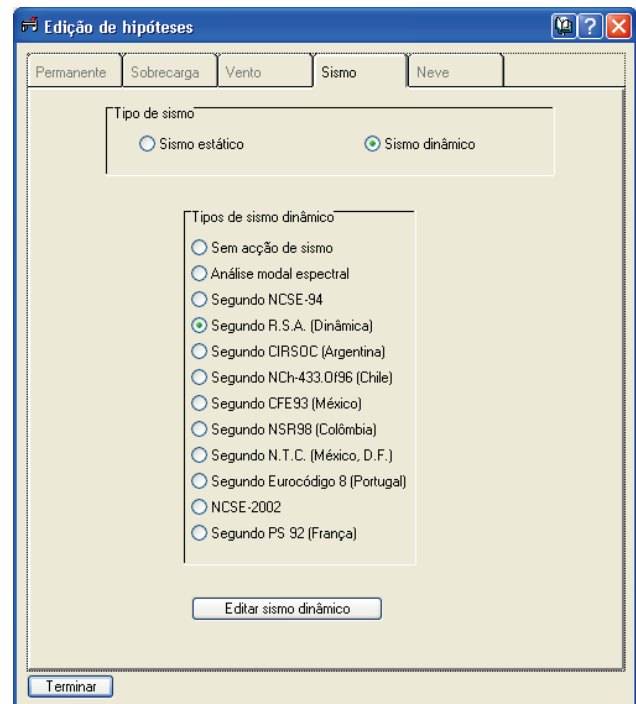 Edição de hipóteses
Permanente Sobrecarga Vento Sismo Neve
Tipo de sismo
Sismo estático Sismo dinâmico
Tipos de sismo dinâmico
Sem acção de sismo
Análise modal espectral
Segundo NCSE-94
Segundo R.S.A. (Dinâmica)
Segundo CIRSOC (Argentina)
Segundo NCh-433.Of96 (Chile)
Segundo CFE93 (México)
Segundo NSR98 (Colômbia)
Segundo N.T.C. (México, D.F.)
Segundo Eurocódigo 8 (Portugal)
NCSE-2002
Segundo PS 92 (França)
Editar sismo dinâmico
Terminar